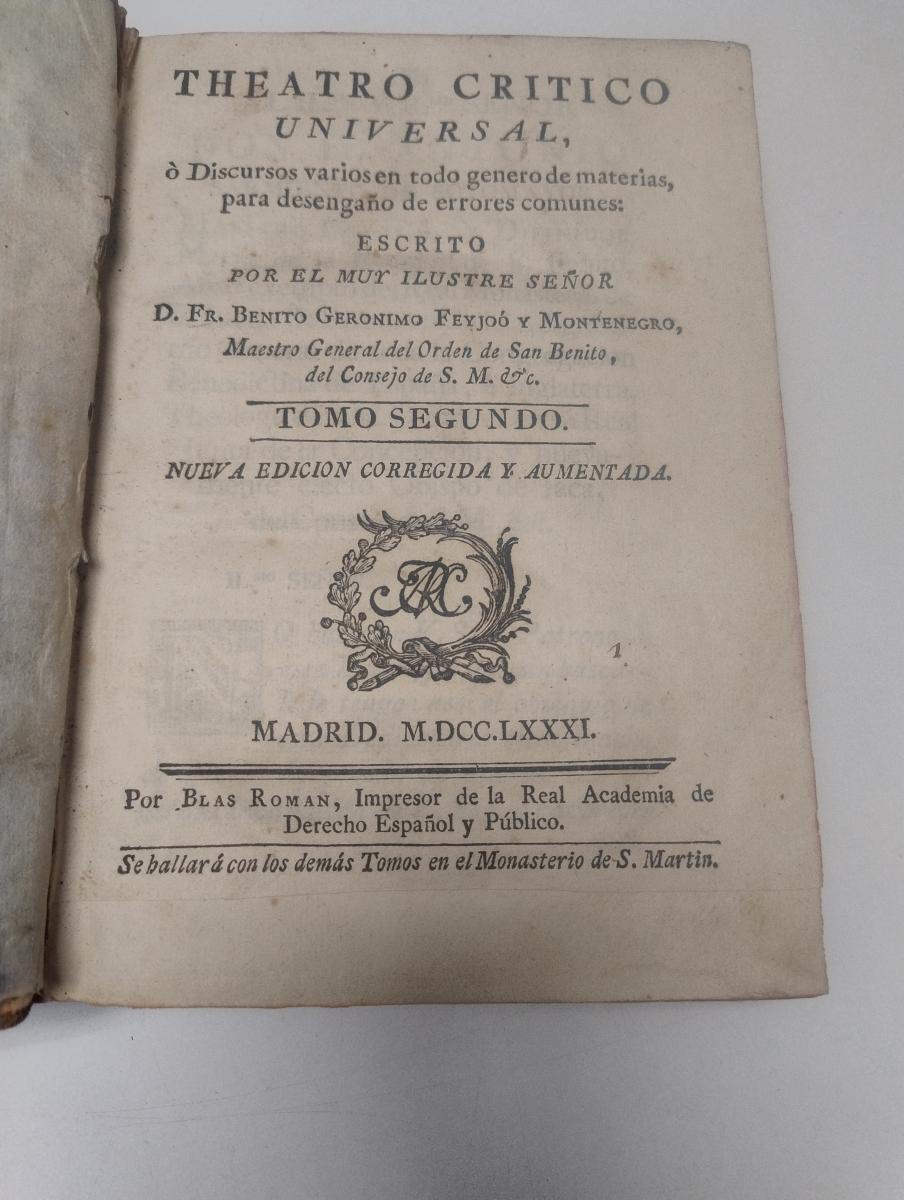 THEATRO CRITICO
UNIVERSAL,
ò Discursos varios en todo genero de materias,
para desengaño de errores comunes:
ESCRITO
POR EL MUY ILUSTRE SEÑOR
D. FR. BENITO GERONIMO FEYJOÓ Y MONTENEGRO,
Maestro General del Orden de San Benito,
del Consejo de S. M. &c.
TOMO SEGUNDO.
NUEVA EDICION CORREGIDA Y AUMENTADA.
1
MADRID. M.DCC.LXXXI.
Por BLAS ROMAN, Impresor de la Real Academia de
Derecho Español y Público.
Se hallará con los demás Tomos en el Monasterio de S. Martin.